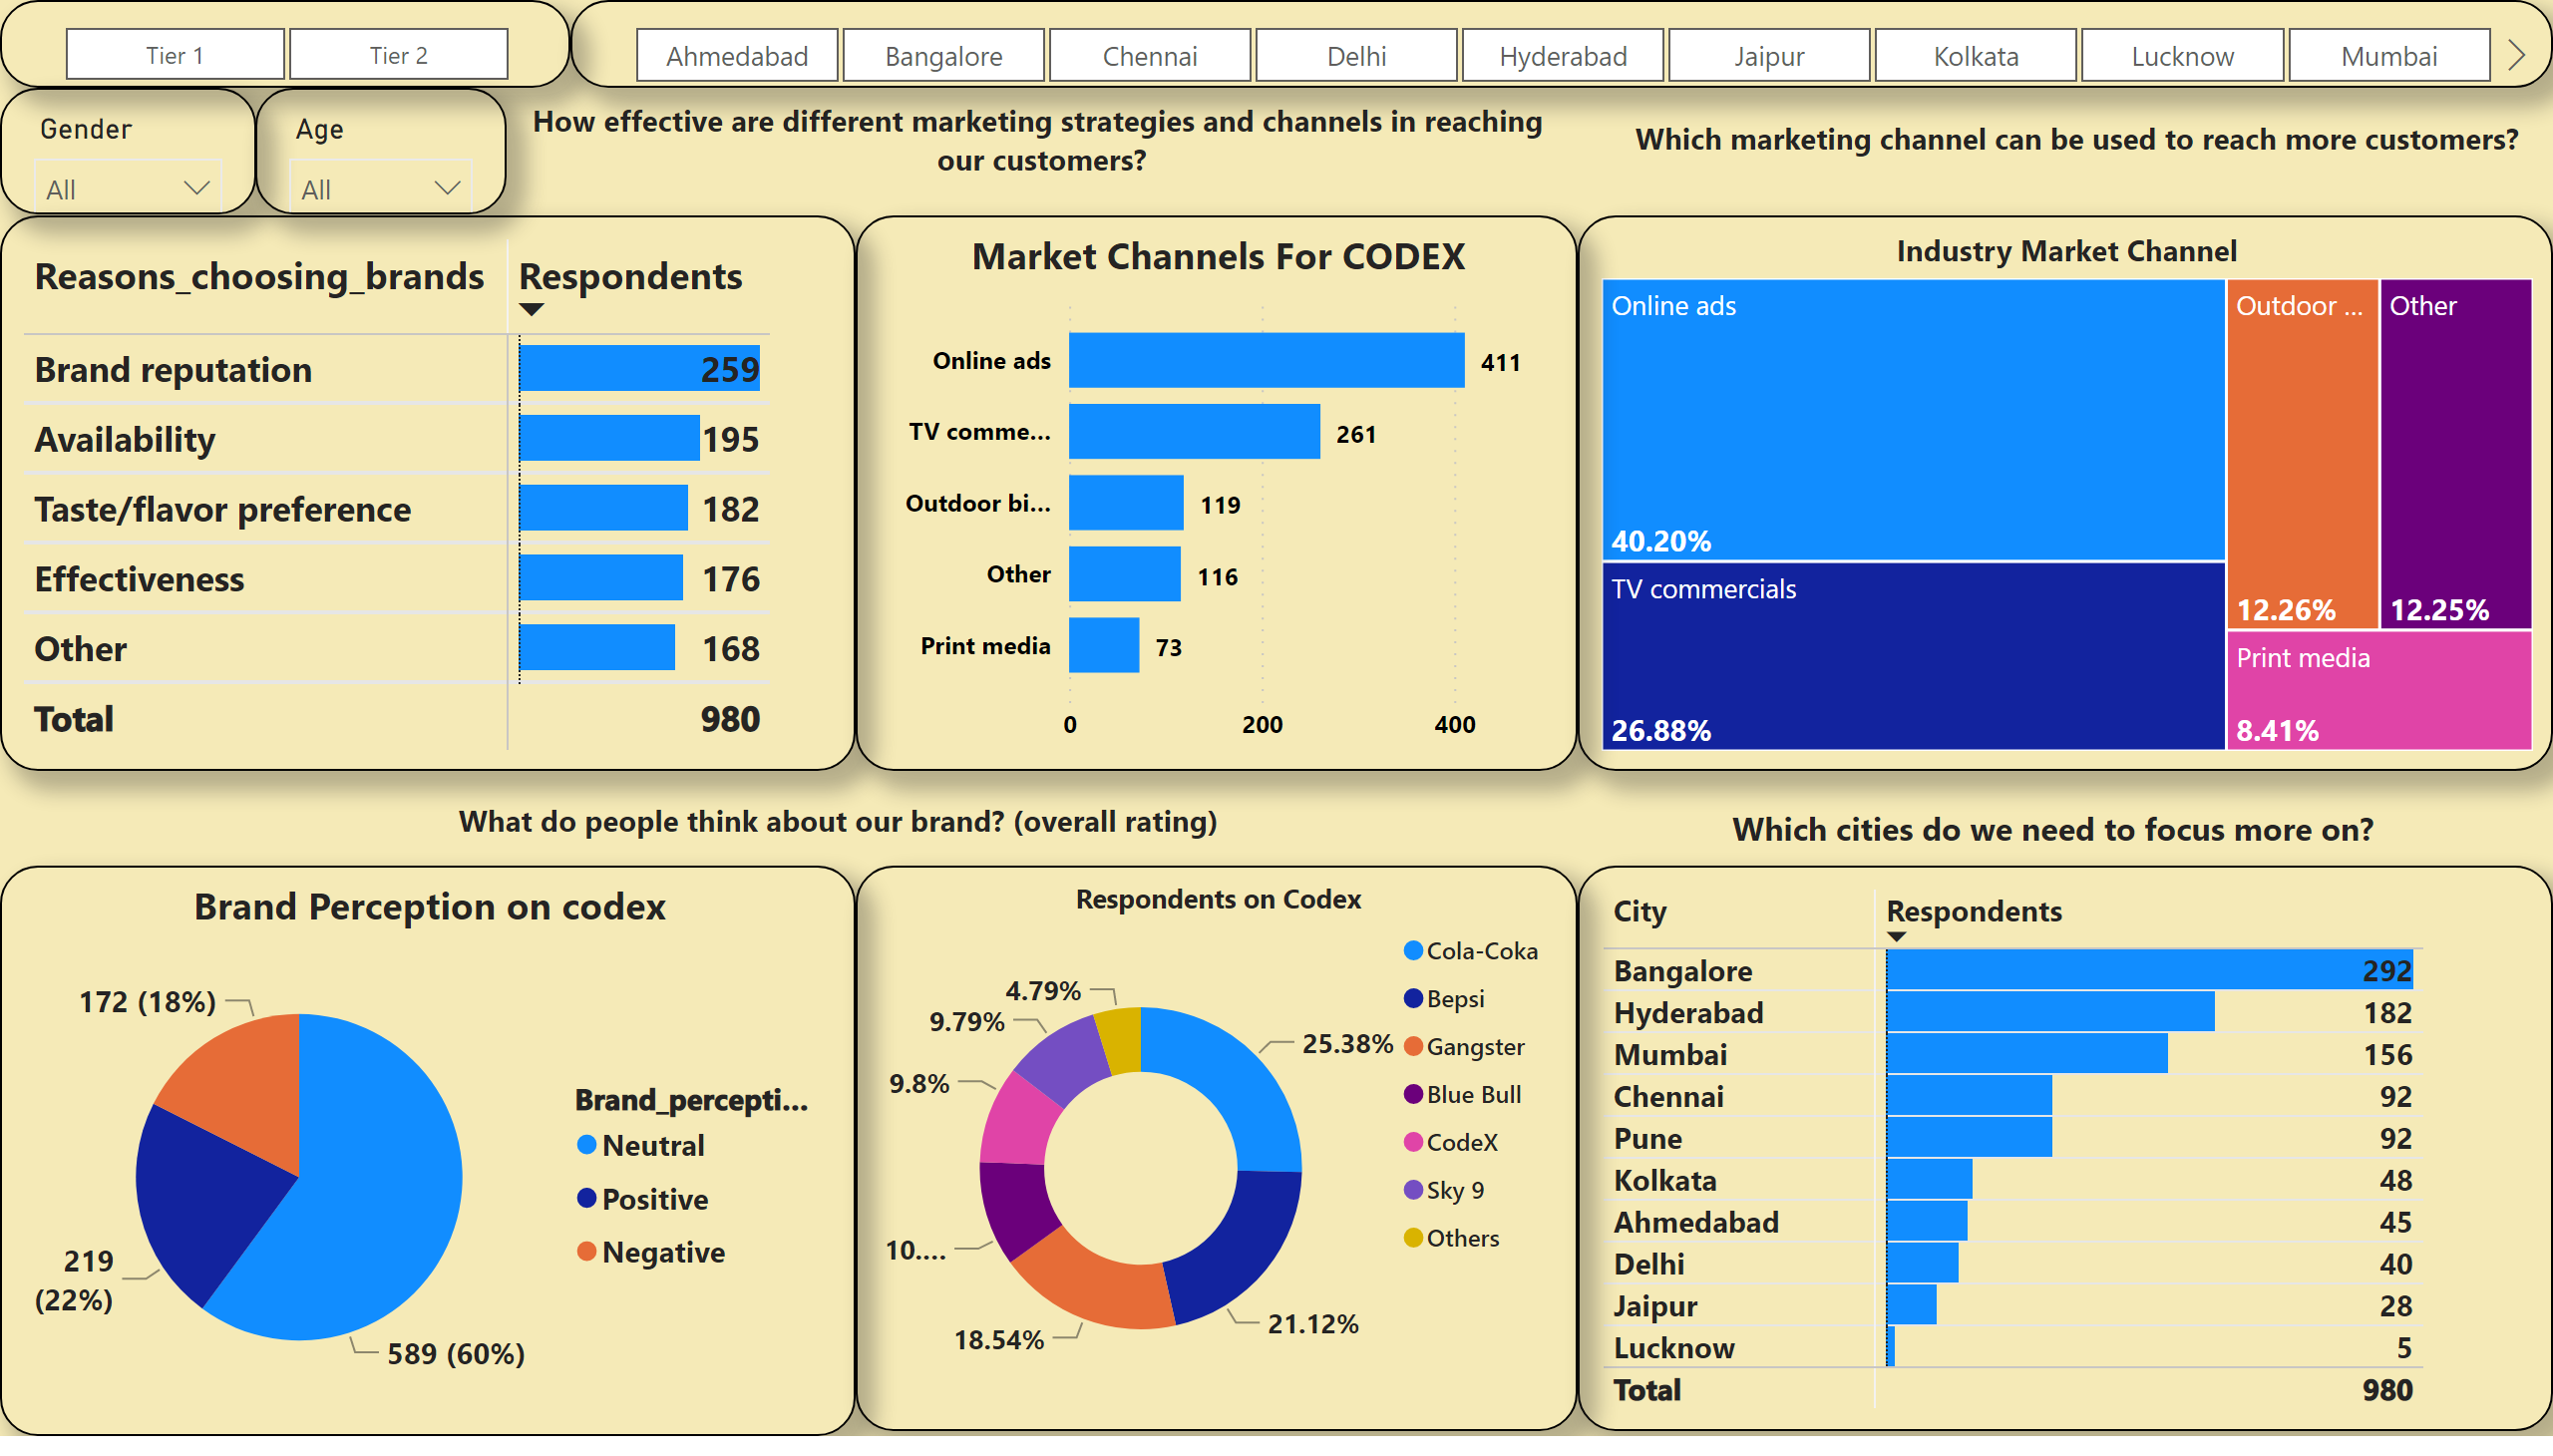 Tier 1
Tier 2
Ahmedabad
Bangalore
Chennai
Delhi
Hyderabad
Jaipur
Kolkata
Lucknow
Mumbai
Gender
All
Age
All
How effective are different marketing strategies and channels in reaching
our customers?
Which marketing channel can be used to reach more customers?
Reasons_choosing_brands Respondents
Brand reputation 259
Availability 195
Taste/flavor preference 182
Effectiveness 176
Other 168
Total 980
Market Channels For CODEX
Online ads 411
TV comme... 261
Outdoor bi... 119
Other 116
Print media 73
0 200 400
Industry Market Channel
Online ads
40.20%
TV commercials
26.88%
Outdoor ...
12.26%
Other
12.25%
Print media
8.41%
What do people think about our brand? (overall rating)
Which cities do we need to focus more on?
Brand Perception on codex
172 (18%)
219
(22%)
589 (60%)
Brand_percepti...
Neutral
Positive
Negative
Respondents on Codex
4.79%
9.79%
9.8%
10....
18.54%
21.12%
25.38%
Cola-Coka
Bepsi
Gangster
Blue Bull
CodeX
Sky 9
Others
City Respondents
Bangalore 292
Hyderabad 182
Mumbai 156
Chennai 92
Pune 92
Kolkata 48
Ahmedabad 45
Delhi 40
Jaipur 28
Lucknow 5
Total 980